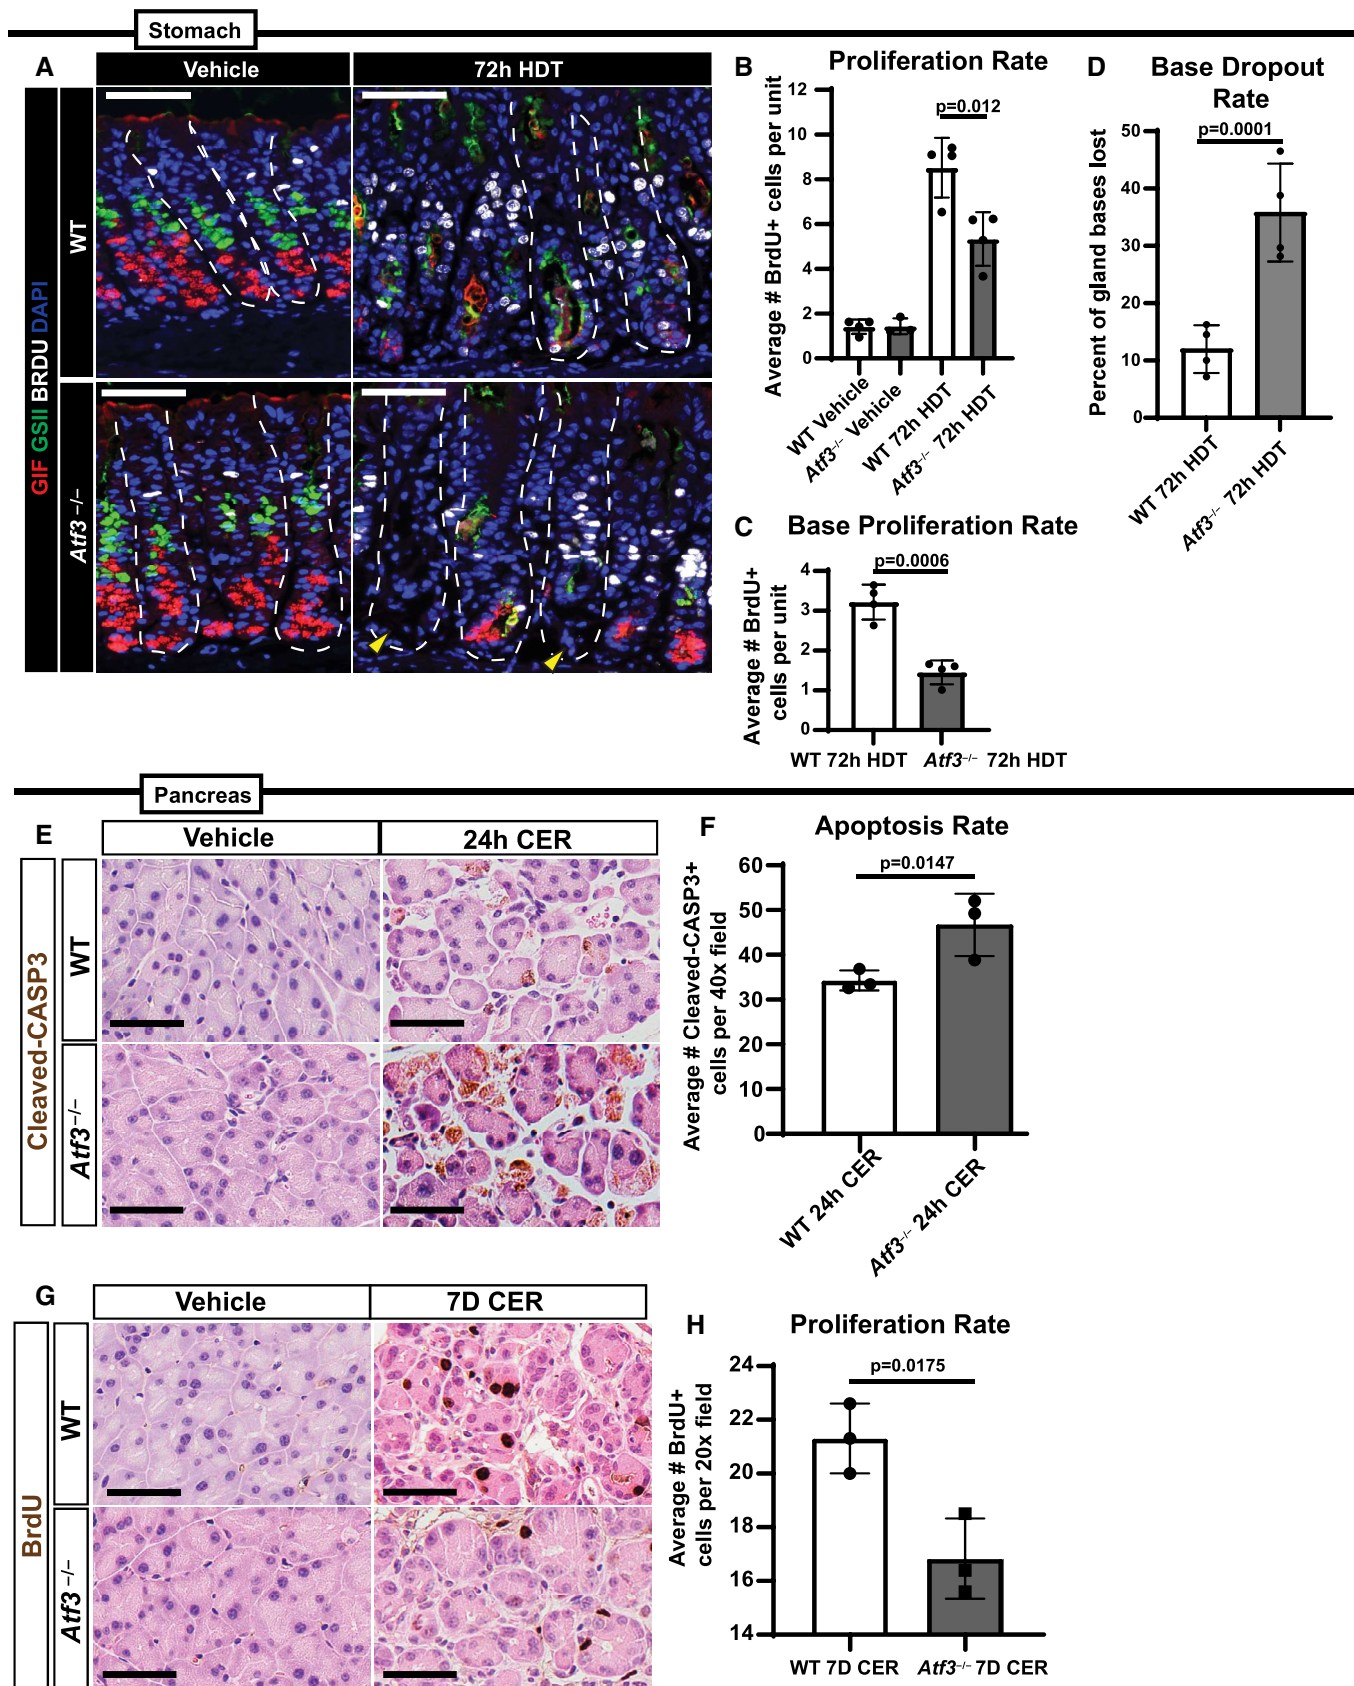 Stomach
A
Vehicle
72h HDT
GIF GSII BRDU DAPI
WT
Atf3 –/–
B
Proliferation Rate
Average # BrdU+ cells per unit
12
10
8
6
4
2
0
p=0.012
WT Vehicle
Atf3–/– Vehicle
WT 72h HDT
Atf3–/– 72h HDT
C
Base Proliferation Rate
Average # BrdU+
cells per unit
4
3
2
1
0
p=0.0006
WT 72h HDT
Atf3–/– 72h HDT
D
Base Dropout
Rate
Percent of gland bases lost
50
40
30
20
10
0
p=0.0001
WT 72h HDT
Atf3–/– 72h HDT
Pancreas
E
Vehicle
24h CER
Cleaved-CASP3
WT
Atf3–/–
F
Apoptosis Rate
Average # Cleaved-CASP3+
cells per 40x field
60
50
40
30
20
10
0
p=0.0147
WT 24h CER
Atf3–/– 24h CER
G
Vehicle
7D CER
BrdU
WT
Atf3 –/–
H
Proliferation Rate
Average # BrdU+
cells per 20x field
24
22
20
18
16
14
p=0.0175
WT 7D CER
Atf3–/– 7D CER